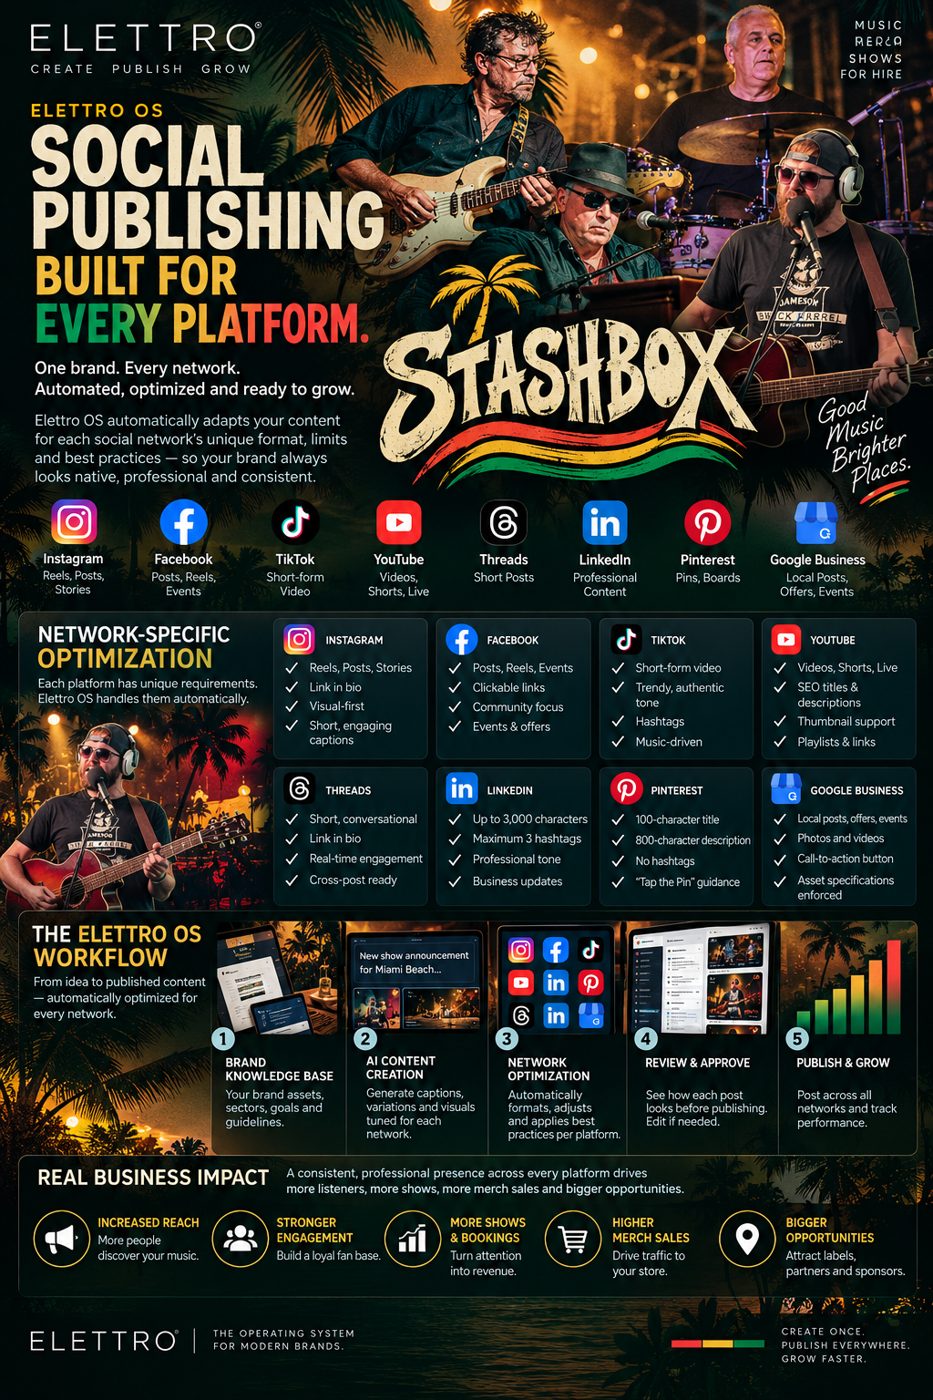 ELETTRO®
CREATE PUBLISH GROW
MUSIC
SHOWS
FOR HIRE
ELETTRO OS
SOCIAL
PUBLISHING
BUILT FOR
EVERY PLATFORM.
One brand. Every network.
Automated, optimized and ready to grow.
Elettro OS automatically adapts your content
for each social network's unique format, limits
and best practices — so your brand always
looks native, professional and consistent.
JAMESON
STASHBOX
Good
Music
Brighter
Places.
Instagram
Reels, Posts,
Stories
Facebook
Posts, Reels,
Events
TikTok
Short-form
Video
YouTube
Videos,
Shorts, Live
Threads
Short Posts
LinkedIn
Professional
Content
Pinterest
Pins, Boards
Google Business
Local Posts,
Offers, Events
NETWORK-SPECIFIC
OPTIMIZATION
Each platform has unique requirements.
Elettro OS handles them automatically.
INSTAGRAM
Reels, Posts, Stories
Link in bio
Visual-first
Short, engaging
captions
FACEBOOK
Posts, Reels, Events
Clickable links
Community focus
Events & offers
TIKTOK
Short-form video
Trendy, authentic
tone
Hashtags
Music-driven
YOUTUBE
Videos, Shorts, Live
SEO titles &
descriptions
Thumbnail support
Playlists & links
THREADS
Short, conversational
Link in bio
Real-time engagement
Cross-post ready
LINKEDIN
Up to 3,000 characters
Maximum 3 hashtags
Professional tone
Business updates
PINTEREST
100-character title
800-character description
No hashtags
"Tap the Pin" guidance
GOOGLE BUSINESS
Local posts, offers, events
Photos and videos
Call-to-action button
Asset specifications
enforced
THE ELETTRO OS
WORKFLOW
From idea to published content
— automatically optimized for
every network.
New show announcement
for Miami Beach...
1
BRAND
KNOWLEDGE BASE
Your brand assets,
sectors, goals and
guidelines.
2
AI CONTENT
CREATION
Generate captions,
variations and visuals
tuned for each
network.
3
NETWORK
OPTIMIZATION
Automatically
formats, adjusts
and applies best
practices per platform.
4
REVIEW & APPROVE
See how each post
looks before publishing.
Edit if needed.
5
PUBLISH & GROW
Post across all
networks and track
performance.
REAL BUSINESS IMPACT
A consistent, professional presence across every platform drives
more listeners, more shows, more merch sales and bigger opportunities.
INCREASED REACH
More people
discover your music.
STRONGER
ENGAGEMENT
Build a loyal fan base.
MORE SHOWS
& BOOKINGS
Turn attention
into revenue.
HIGHER
MERCH SALES
Drive traffic to
your store.
BIGGER
OPPORTUNITIES
Attract labels,
partners and sponsors.
ELETTRO®
THE OPERATING SYSTEM
FOR MODERN BRANDS.
CREATE ONCE.
PUBLISH EVERYWHERE.
GROW FASTER.